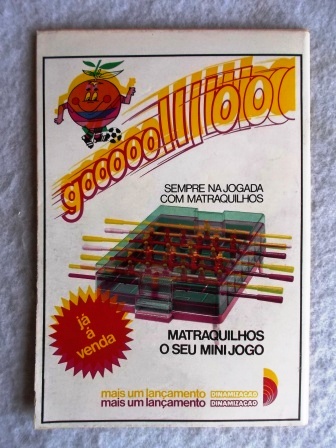 goooooolllloloc
SEMPRE NA JOGADA
COM MATRAQUILHOS
já
á
venda
MATRAQUILHOS
O SEU MINI JOGO
mais um lançamento DINAMIZAÇÃO
mais um lançamento DINAMIZAÇÃO